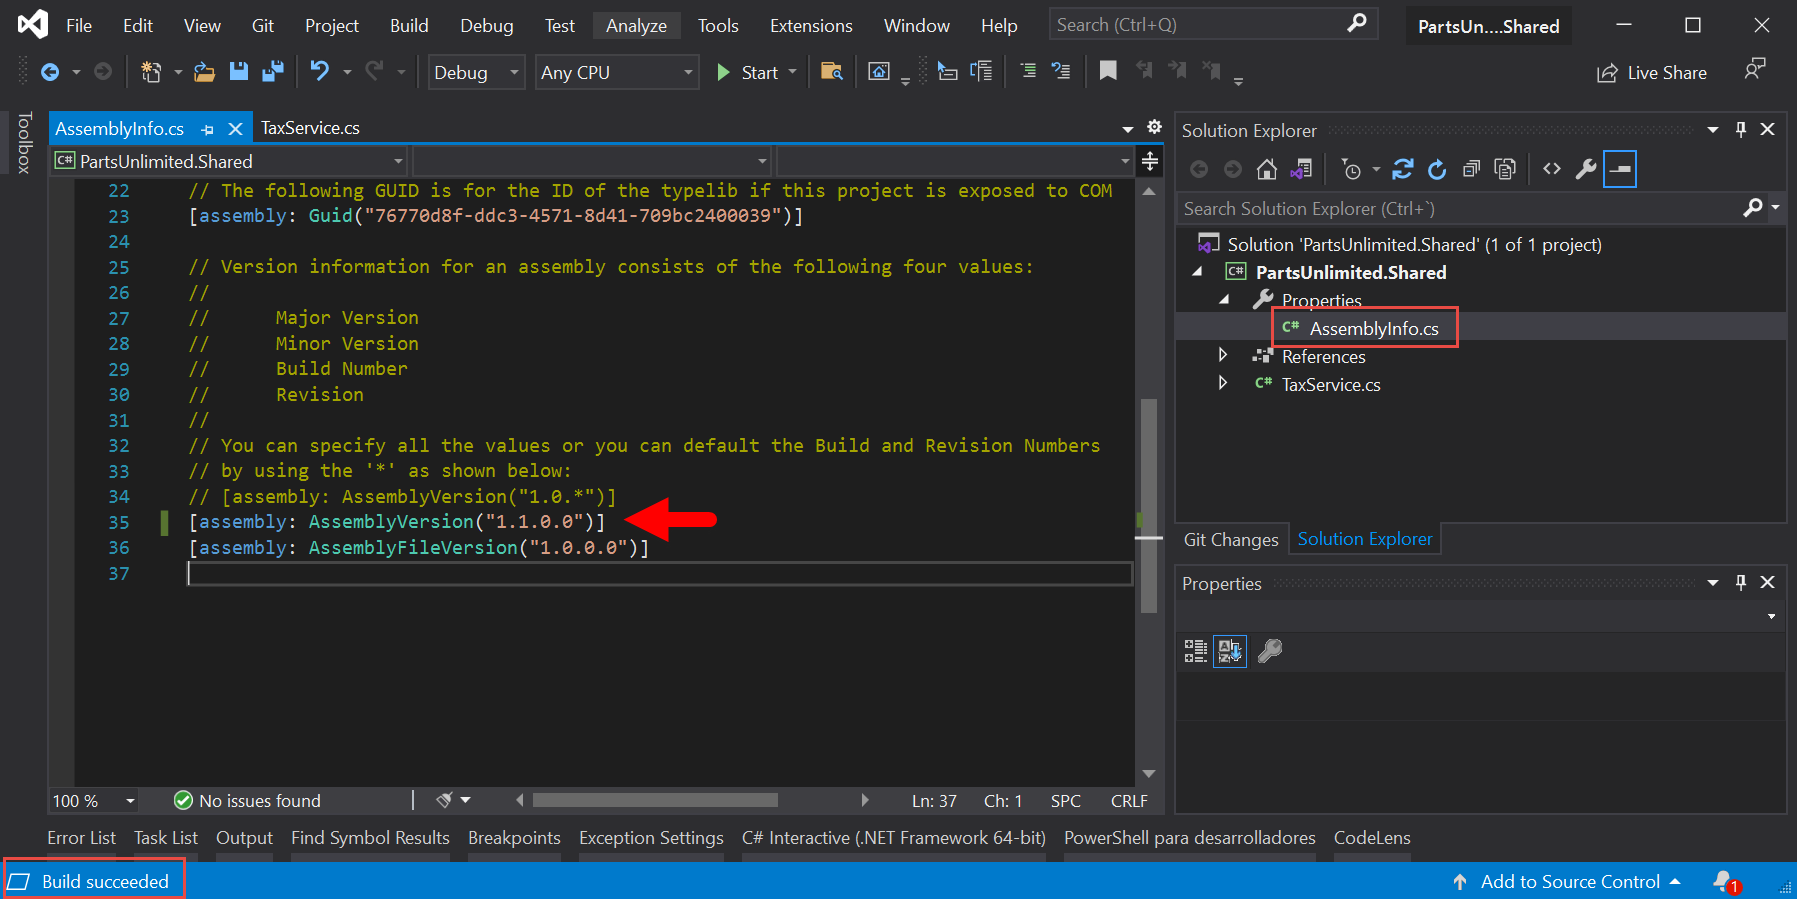 File Edit View Git Project Build Debug Test Analyze Tools Extensions Window Help Search (Ctrl+Q) PartsUn....Shared
Debug Any CPU Start Live Share
Toolbox
AssemblyInfo.cs TaxService.cs
C# PartsUnlimited.Shared
22 // The following GUID is for the ID of the typelib if this project is exposed to COM
23 [assembly: Guid("76770d8f-ddc3-4571-8d41-709bc2400039")]
24
25 // Version information for an assembly consists of the following four values:
26 //
27 // Major Version
28 // Minor Version
29 // Build Number
30 // Revision
31 //
32 // You can specify all the values or you can default the Build and Revision Numbers
33 // by using the '*' as shown below:
34 // [assembly: AssemblyVersion("1.0.*")]
35 [assembly: AssemblyVersion("1.1.0.0")]
36 [assembly: AssemblyFileVersion("1.0.0.0")]
37
100 % No issues found Ln: 37 Ch: 1 SPC CRLF
Solution Explorer
Search Solution Explorer (Ctrl+`)
Solution 'PartsUnlimited.Shared' (1 of 1 project)
C# PartsUnlimited.Shared
Properties
C# AssemblyInfo.cs
References
C# TaxService.cs
Git Changes Solution Explorer
Properties
Error List Task List Output Find Symbol Results Breakpoints Exception Settings C# Interactive (.NET Framework 64-bit) PowerShell para desarrolladores CodeLens
Build succeeded Add to Source Control 1